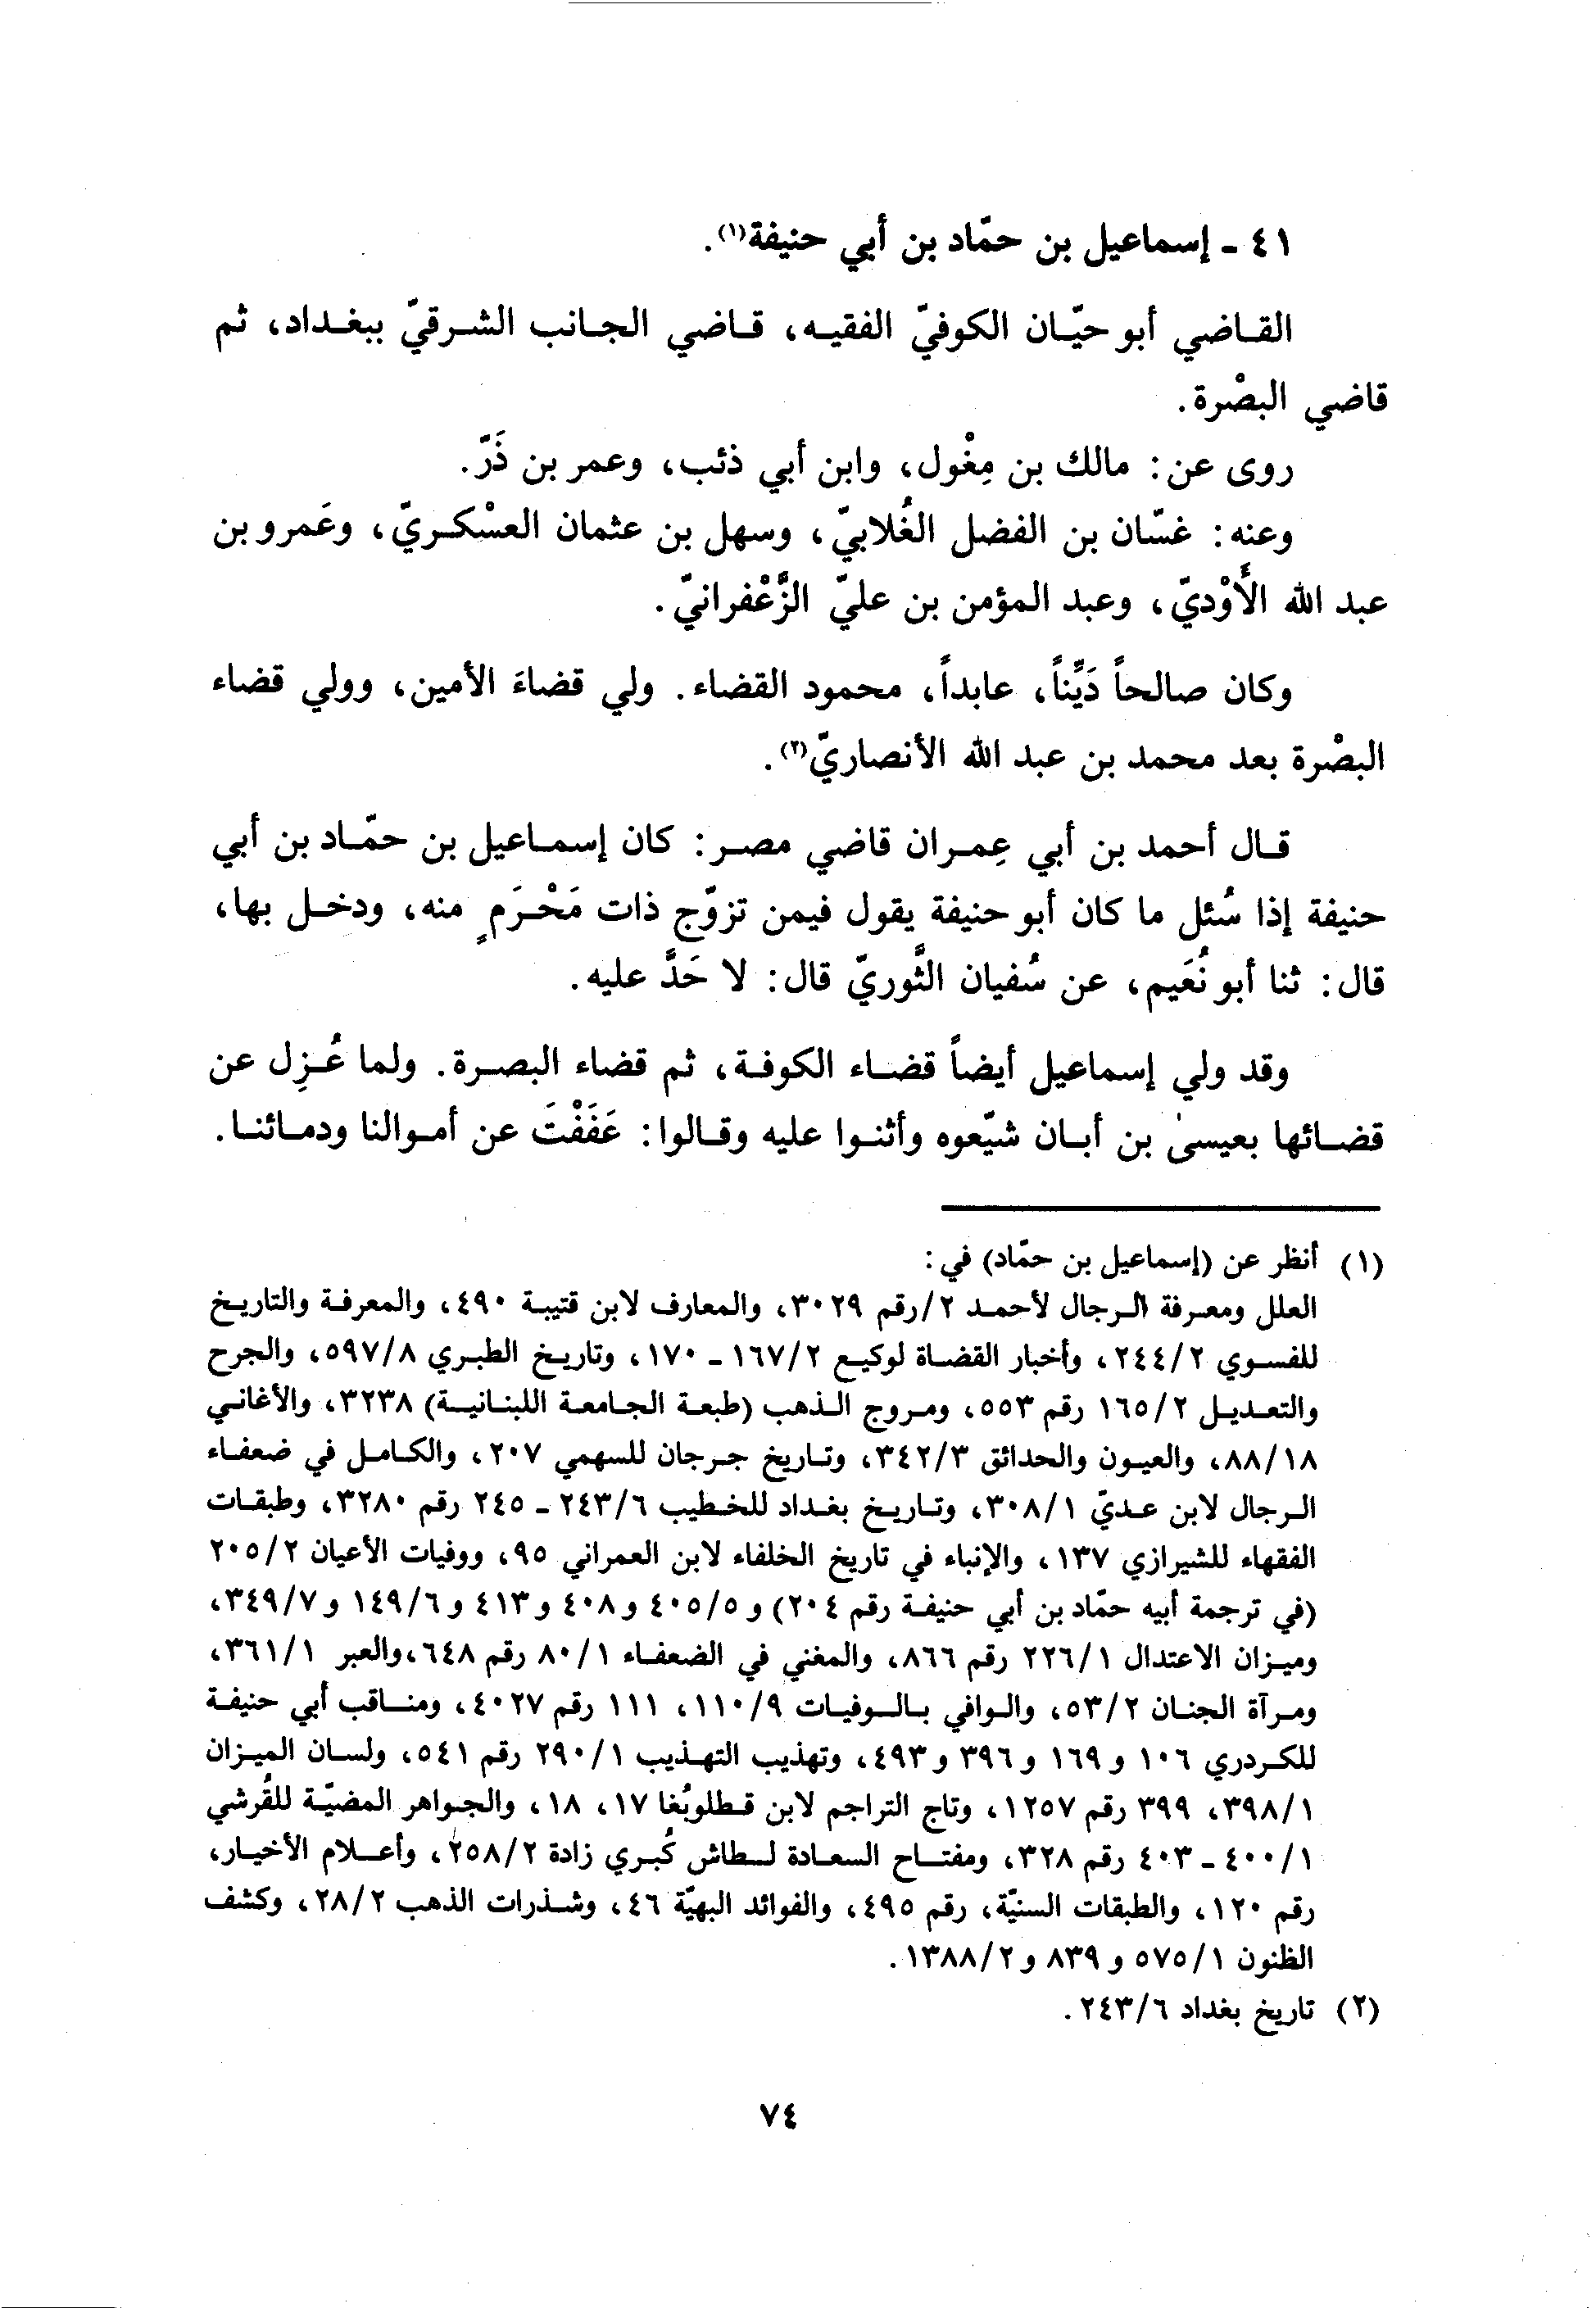 ٤١ - إسماعيل بن حمّاد بن أبي حنيفة(١).
القاضي أبو حيّان الكوفيّ الفقيه، قاضي الجانب الشرقيّ ببغداد، ثم
قاضي البصْرة.
روى عن: مالك بن مِغْول، وابن أبي ذئب، وعمر بن ذَرّ.
وعنه: غسّان بن الفضل الغُلابيّ، وسهل بن عثمان العسْكريّ، وعَمرو بن
عبد الله الأَوْديّ، وعبد المؤمن بن عليّ الزَّعْفرانيّ.
وكان صالحاً دَيِّناً، عابداً، محمود القضاء. ولي قضاءَ الأمين، وولي قضاء
البصْرة بعد محمد بن عبد الله الأنصاريّ(٢).
قال أحمد بن أبي عِمران قاضي مصر: كان إسماعيل بن حمّاد بن أبي
حنيفة إذا سُئل ما كان أبو حنيفة يقول فيمن تزوّج ذات مَحْرَمٍ منه، ودخل بها،
قال: ثنا أبو نُعَيم، عن سُفيان الثَّوريّ قال: لا حَدَّ عليه.
وقد ولي إسماعيل أيضاً قضاء الكوفة، ثم قضاء البصرة. ولما عُزِل عن
قضائها بعيسىٰ بن أبان شيّعوه وأثنوا عليه وقالوا: عَفَفْتَ عن أموالنا ودمائنا.
(١) أنظر عن (إسماعيل بن حمّاد) في:
العلل ومعرفة الرجال لأحمد ٢/رقم ٣٠٢٩، والمعارف لابن قتيبة ٤٩٠، والمعرفة والتاريخ
للفسوي ٢٤٤/٢، وأخبار القضاة لوكيع ١٦٧/٢ - ١٧٠، وتاريخ الطبري ٥٩٧/٨، والجرح
والتعديل ١٦٥/٢ رقم ٥٥٣، ومروج الذهب (طبعة الجامعة اللبنانية) ٣٢٣٨، والأغاني
٨٨/١٨، والعيون والحدائق ٣٤٢/٣، وتاريخ جرجان للسهمي ٢٠٧، والكامل في ضعفاء
الرجال لابن عديّ ٣٠٨/١، وتاريخ بغداد للخطيب ٢٤٣/٦ - ٢٤٥ رقم ٣٢٨٠، وطبقات
الفقهاء للشيرازي ١٣٧، والإنباء في تاريخ الخلفاء لابن العمراني ٩٥، ووفيات الأعيان ٢٠٥/٢
(في ترجمة أبيه حمّاد بن أبي حنيفة رقم ٢٠٤) و ٤٠٥/٥ و ٤٠٨ و ٤١٣ و ١٤٩/٦ و ٣٤٩/٧،
وميزان الاعتدال ٢٢٦/١ رقم ٨٦٦، والمغني في الضعفاء ٨٠/١ رقم ٦٤٨، والعبر ٣٦١/١،
ومرآة الجنان ٥٣/٢، والوافي بالوفيات ١١٠/٩، ١١١ رقم ٤٠٢٧، ومناقب أبي حنيفة
للكردري ١٠٦ و ١٦٩ و ٣٩٦ و ٤٩٣، وتهذيب التهذيب ٢٩٠/١ رقم ٥٤١، ولسان الميزان
٣٩٨/١، ٣٩٩ رقم ١٢٥٧، وتاج التراجم لابن قطلوبُغا ١٧، ١٨، والجواهر المضيّة للقُرشي
٤٠٠/١ - ٤٠٣ رقم ٣٢٨، ومفتاح السعادة لطاش كُبري زادة ٢٥٨/٢، وأعلام الأخيار،
رقم ١٢٠، والطبقات السنيّة، رقم ٤٩٥، والفوائد البهيّة ٤٦، وشذرات الذهب ٢٨/٢، وكشف
الظنون ٥٧٥/١ و ٨٣٩ و ١٣٨٨/٢.
(٢) تاريخ بغداد ٢٤٣/٦.
٧٤